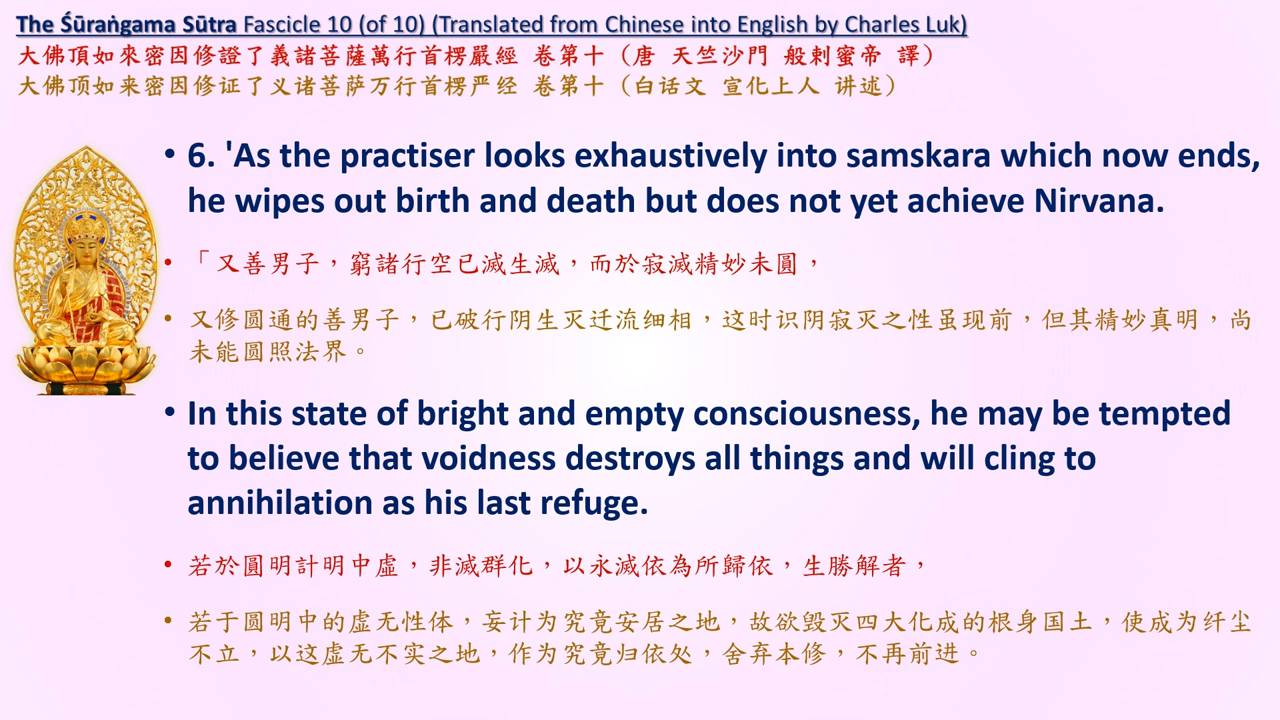 The Śūraṅgama Sūtra Fascicle 10 (of 10) (Translated from Chinese into English by Charles Luk)
大佛頂如來密因修證了義諸菩薩萬行首楞嚴經 卷第十（唐 天竺沙門 般剌蜜帝 譯）
大佛顶如来密因修证了义诸菩萨万行首楞严经 卷第十（白话文 宣化上人 讲述）
• 6. 'As the practiser looks exhaustively into samskara which now ends,
he wipes out birth and death but does not yet achieve Nirvana.
• 「又善男子，窮諸行空已滅生滅，而於寂滅精妙未圓，
• 又修圆通的善男子，已破行阴生灭迁流细相，这时识阴寂灭之性虽现前，但其精妙真明，尚
未能圆照法界。
• In this state of bright and empty consciousness, he may be tempted
to believe that voidness destroys all things and will cling to
annihilation as his last refuge.
• 若於圓明計明中虛，非滅群化，以永滅依為所歸依，生勝解者，
• 若于圆明中的虚无性体，妄计为究竟安居之地，故欲毁灭四大化成的根身国土，使成为纤尘
不立，以这虚无不实之地，作为究竟归依处，舍弃本修，不再前进。